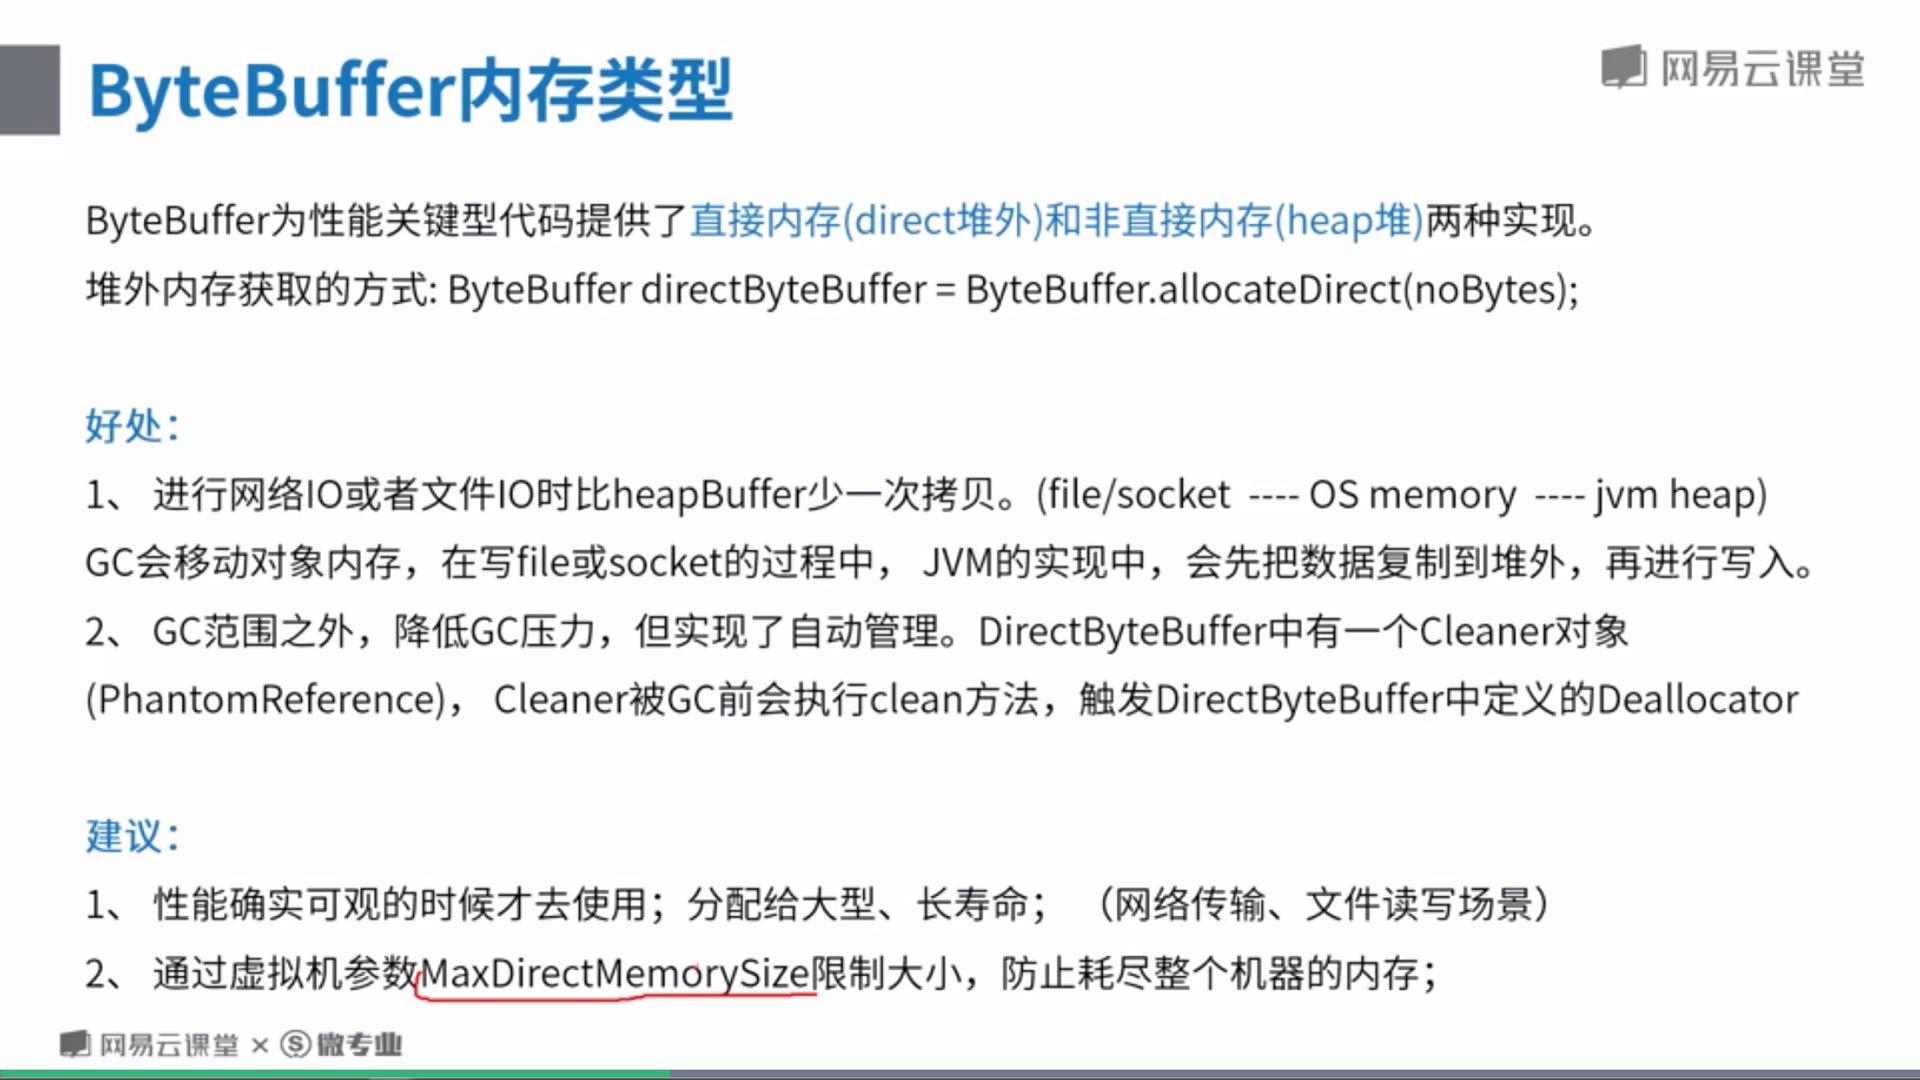 ByteBuffer内存类型
网易云课堂
ByteBuffer为性能关键型代码提供了直接内存(direct堆外)和非直接内存(heap堆)两种实现。
堆外内存获取的方式: ByteBuffer directByteBuffer = ByteBuffer.allocateDirect(noBytes);
好处：
1、 进行网络IO或者文件IO时比heapBuffer少一次拷贝。(file/socket ---- OS memory ---- jvm heap)
GC会移动对象内存，在写file或socket的过程中， JVM的实现中，会先把数据复制到堆外，再进行写入。
2、 GC范围之外，降低GC压力，但实现了自动管理。DirectByteBuffer中有一个Cleaner对象
(PhantomReference)， Cleaner被GC前会执行clean方法，触发DirectByteBuffer中定义的Deallocator
建议：
1、 性能确实可观的时候才去使用；分配给大型、长寿命； （网络传输、文件读写场景）
2、 通过虚拟机参数MaxDirectMemorySize限制大小，防止耗尽整个机器的内存；
网易云课堂 × S 微专业